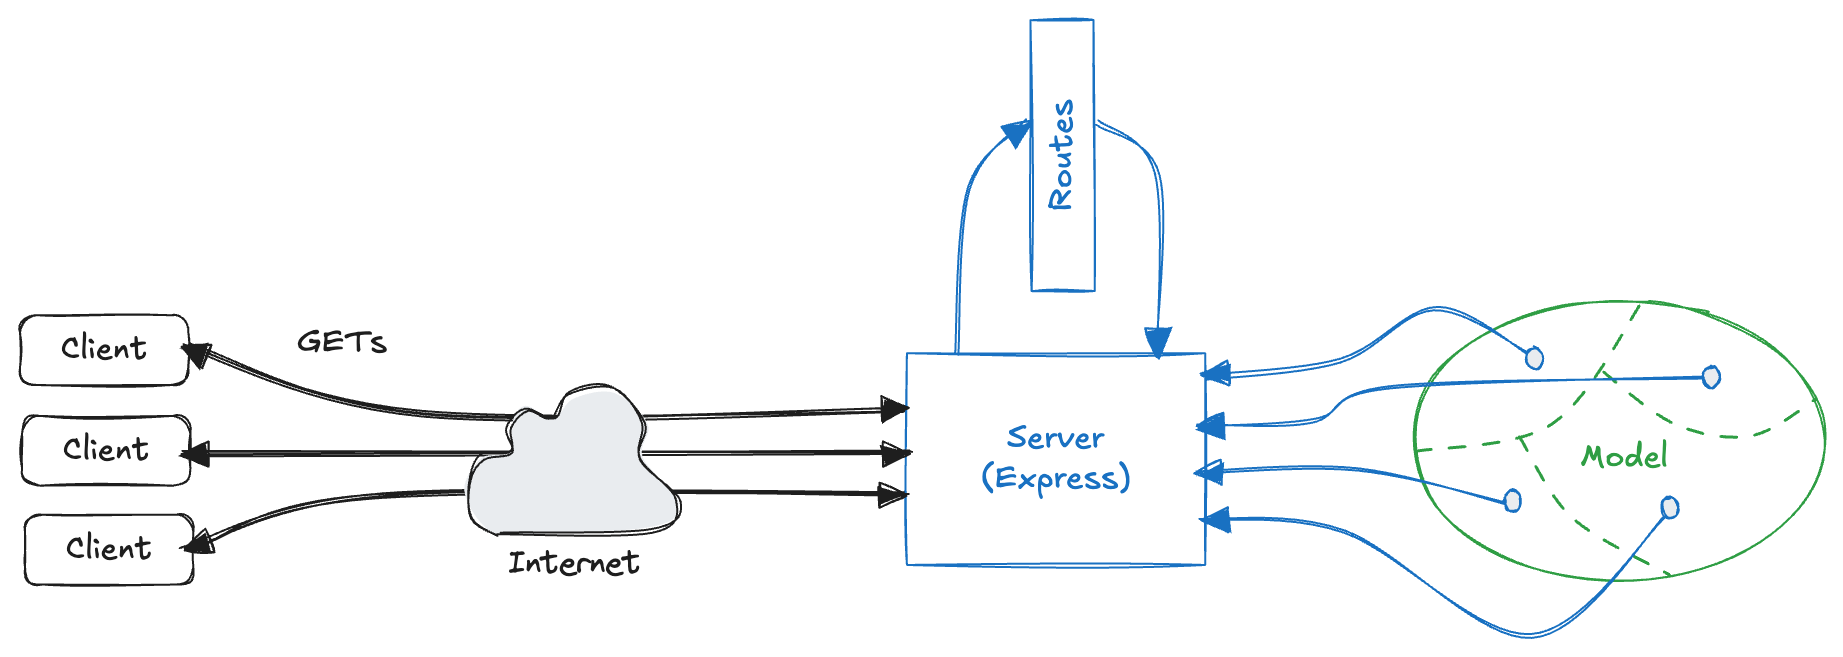 Routes
Client
GETs
Client
Client
Internet
Server
(Express)
Model